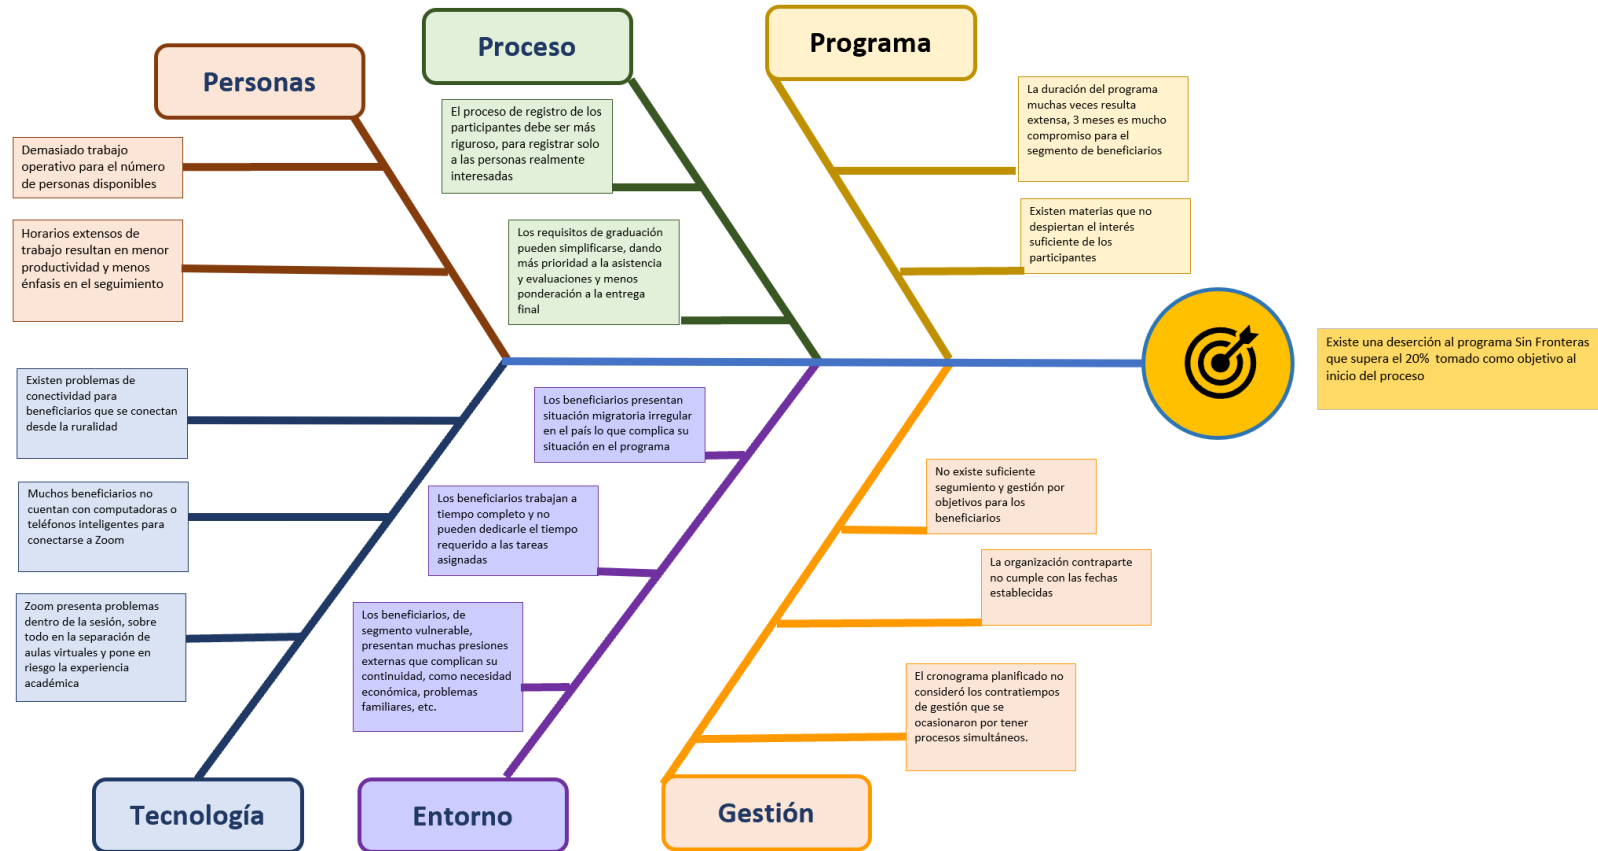 Personas
Demasiado trabajo
operativo para el número
de personas disponibles
Horarios extensos de
trabajo resultan en menor
productividad y menos
énfasis en el seguimiento
Proceso
El proceso de registro de los
participantes debe ser más
riguroso, para registrar solo
a las personas realmente
interesadas
Los requisitos de graduación
pueden simplificarse, dando
más prioridad a la asistencia
y evaluaciones y menos
ponderación a la entrega
final
Programa
La duración del programa
muchas veces resulta
extensa, 3 meses es mucho
compromiso para el
segmento de beneficiarios
Existen materias que no
despiertan el interés
suficiente de los
participantes
Existe una deserción al programa Sin Fronteras
que supera el 20% tomado como objetivo al
inicio del proceso
Existen problemas de
conectividad para
beneficiarios que se conectan
desde la ruralidad
Muchos beneficiarios no
cuentan con computadoras o
teléfonos inteligentes para
conectarse a Zoom
Zoom presenta problemas
dentro de la sesión, sobre
todo en la separación de
aulas virtuales y pone en
riesgo la experiencia
académica
Tecnología
Los beneficiarios presentan
situación migratoria irregular
en el país lo que complica su
situación en el programa
Los beneficiarios trabajan a
tiempo completo y no
pueden dedicarle el tiempo
requerido a las tareas
asignadas
Los beneficiarios, de
segmento vulnerable,
presentan muchas presiones
externas que complican su
continuidad, como necesidad
económica, problemas
familiares, etc.
Entorno
No existe suficiente
segumiento y gestión por
objetivos para los
beneficiarios
La organización contraparte
no cumple con las fechas
establecidas
El cronograma planificado no
consideró los contratiempos
de gestión que se
ocasionaron por tener
procesos simultáneos.
Gestión